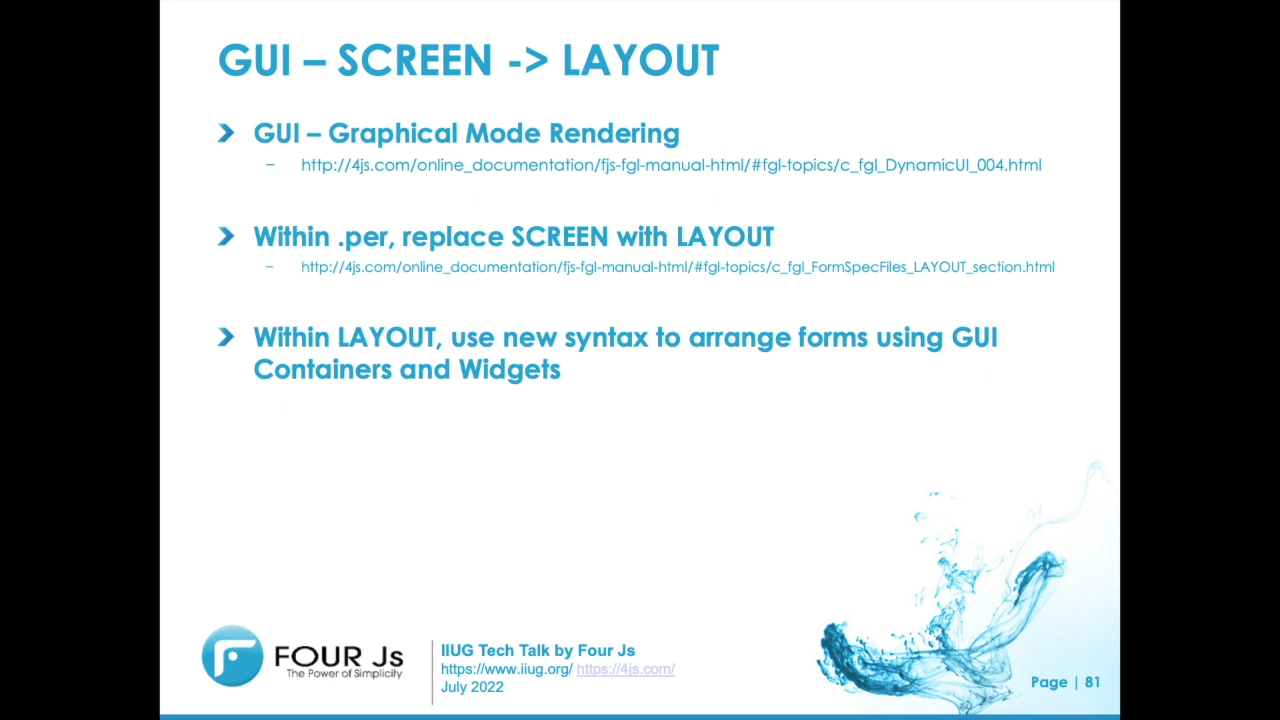 GUI – SCREEN -> LAYOUT
GUI – Graphical Mode Rendering
– http://4js.com/online_documentation/fjs-fgl-manual-html/#fgl-topics/c_fgl_DynamicUI_004.html
Within .per, replace SCREEN with LAYOUT
– http://4js.com/online_documentation/fjs-fgl-manual-html/#fgl-topics/c_fgl_FormSpecFiles_LAYOUT_section.html
Within LAYOUT, use new syntax to arrange forms using GUI
Containers and Widgets
FOUR Js
The Power of Simplicity
IIUG Tech Talk by Four Js
https://www.iiug.org/ https://4js.com/
July 2022
Page | 81